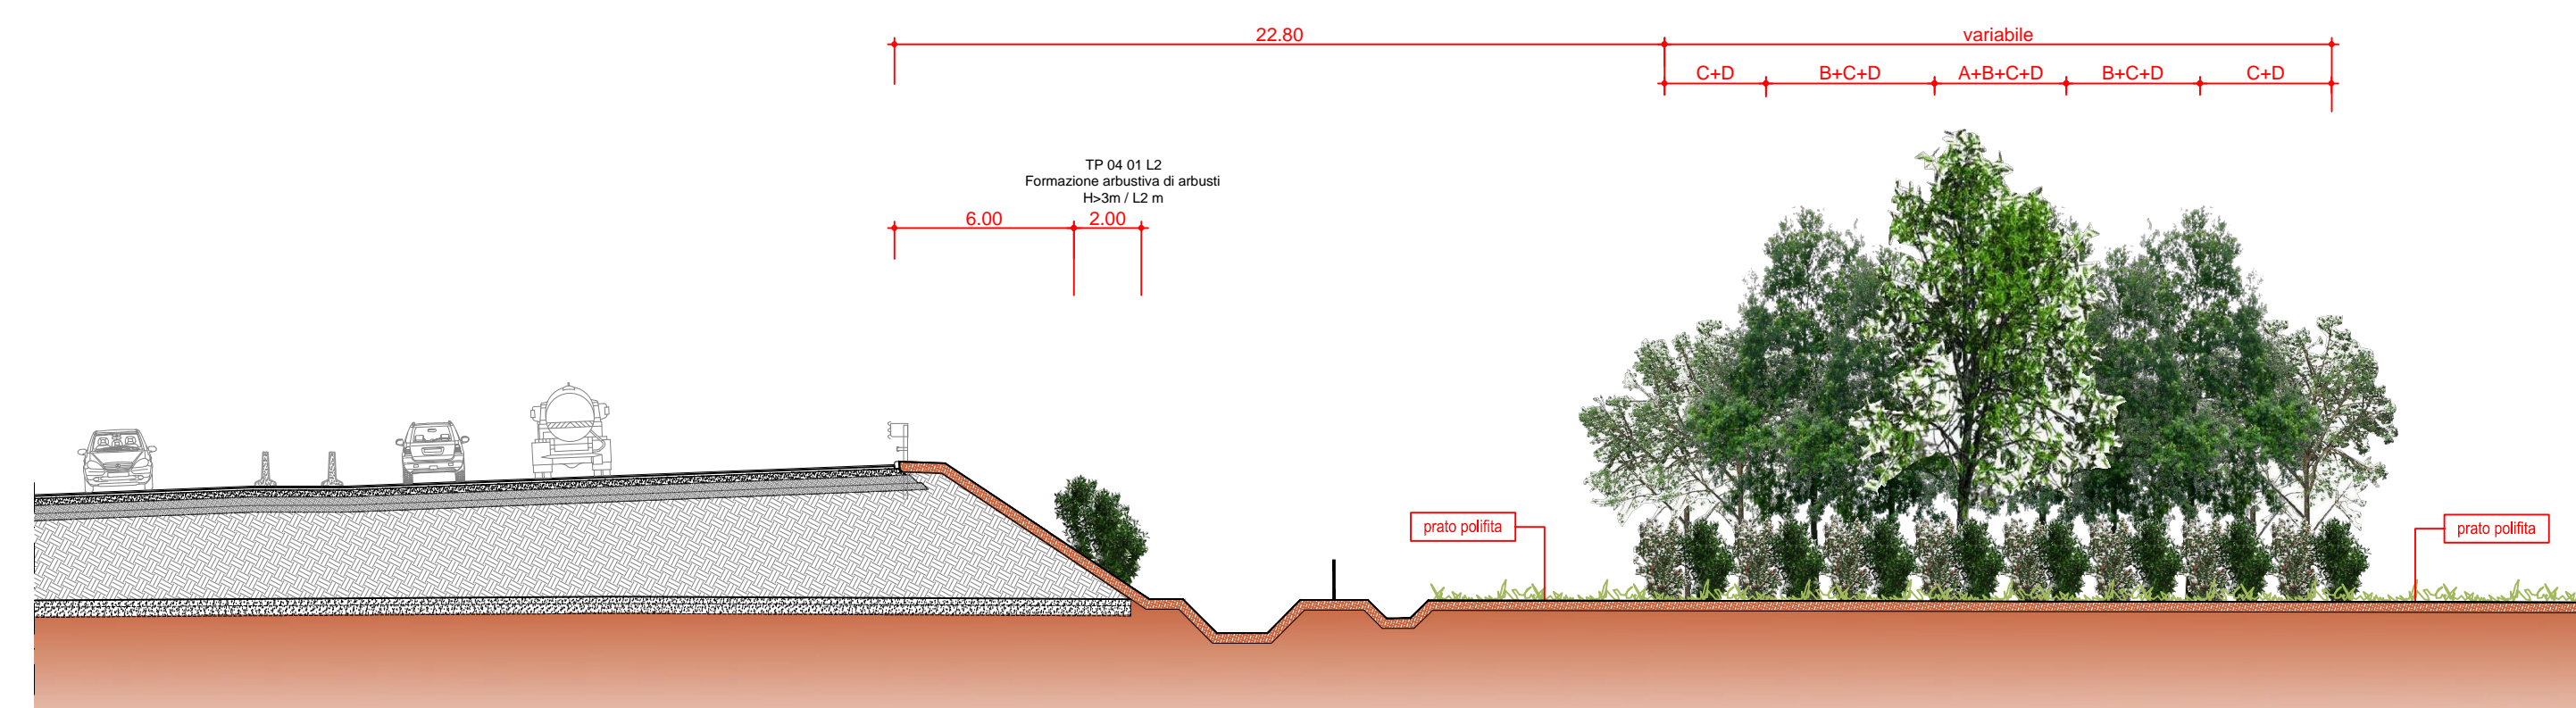 22.80
variabile
C+D
B+C+D
A+B+C+D
B+C+D
C+D
TP 04 01 L2
Formazione arbustiva di arbusti
H>3m / L2 m
6.00
2.00
prato polifita
prato polifita